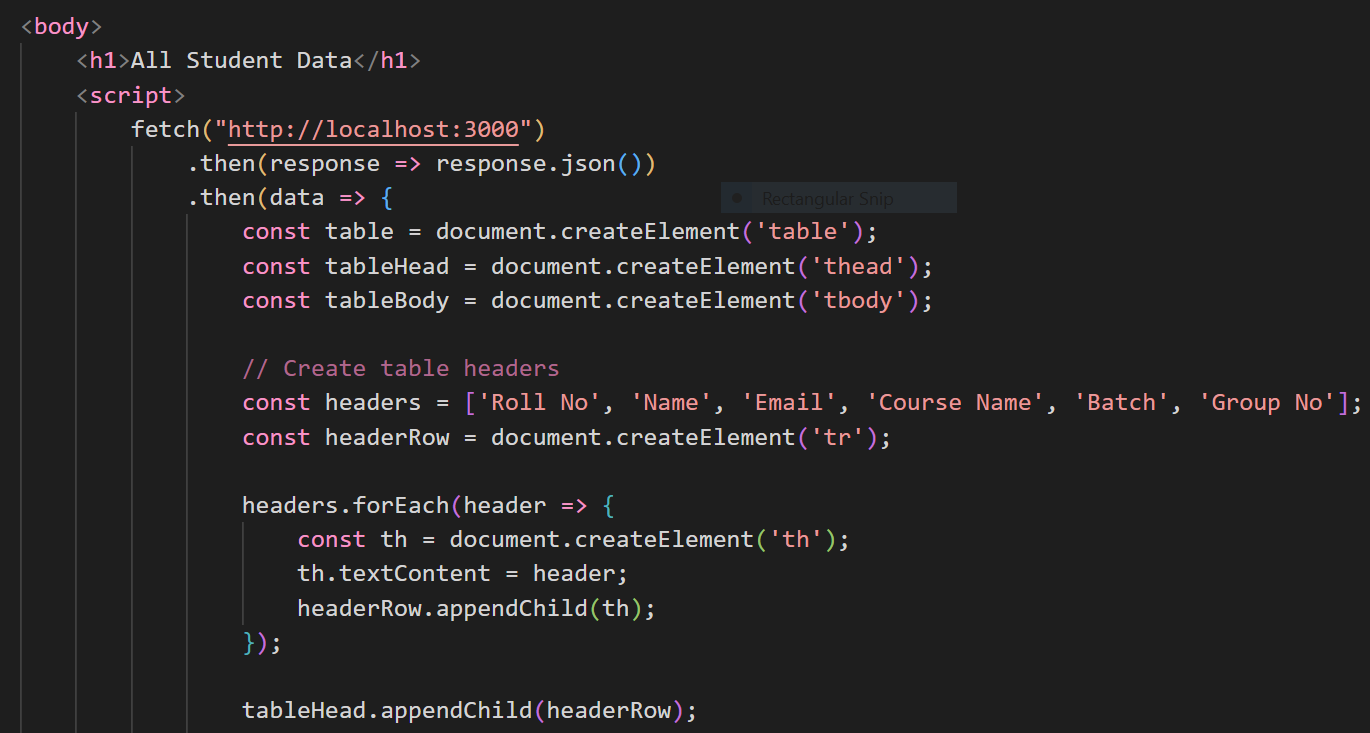 <body>
<h1>All Student Data</h1>
<script>
fetch("http://localhost:3000")
.then(response => response.json())
.then(data => {
Rectangular Snip
const table = document.createElement('table');
const tableHead = document.createElement('thead');
const tableBody = document.createElement('tbody');
// Create table headers
const headers = ['Roll No', 'Name', 'Email', 'Course Name', 'Batch', 'Group No'];
const headerRow = document.createElement('tr');
headers.forEach(header => {
const th = document.createElement('th');
th.textContent = header;
headerRow.appendChild(th);
});
tableHead.appendChild(headerRow);